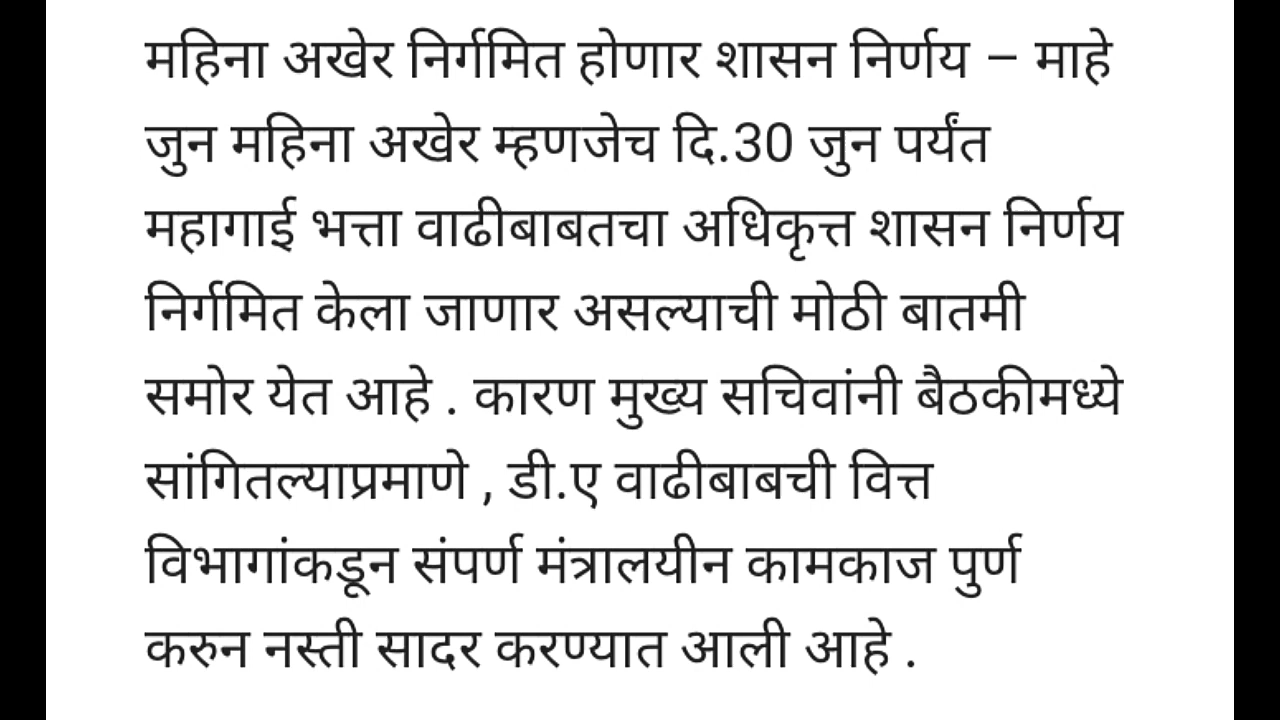 महिना अखेर निर्गमित होणार शासन निर्णय – माहे
जुन महिना अखेर म्हणजेच दि.30 जुन पर्यंत
महागाई भत्ता वाढीबाबतचा अधिकृत्त शासन निर्णय
निर्गमित केला जाणार असल्याची मोठी बातमी
समोर येत आहे . कारण मुख्य सचिवांनी बैठकीमध्ये
सांगितल्याप्रमाणे , डी.ए वाढीबाबची वित्त
विभागांकडून संपर्ण मंत्रालयीन कामकाज पुर्ण
करुन नस्ती सादर करण्यात आली आहे .